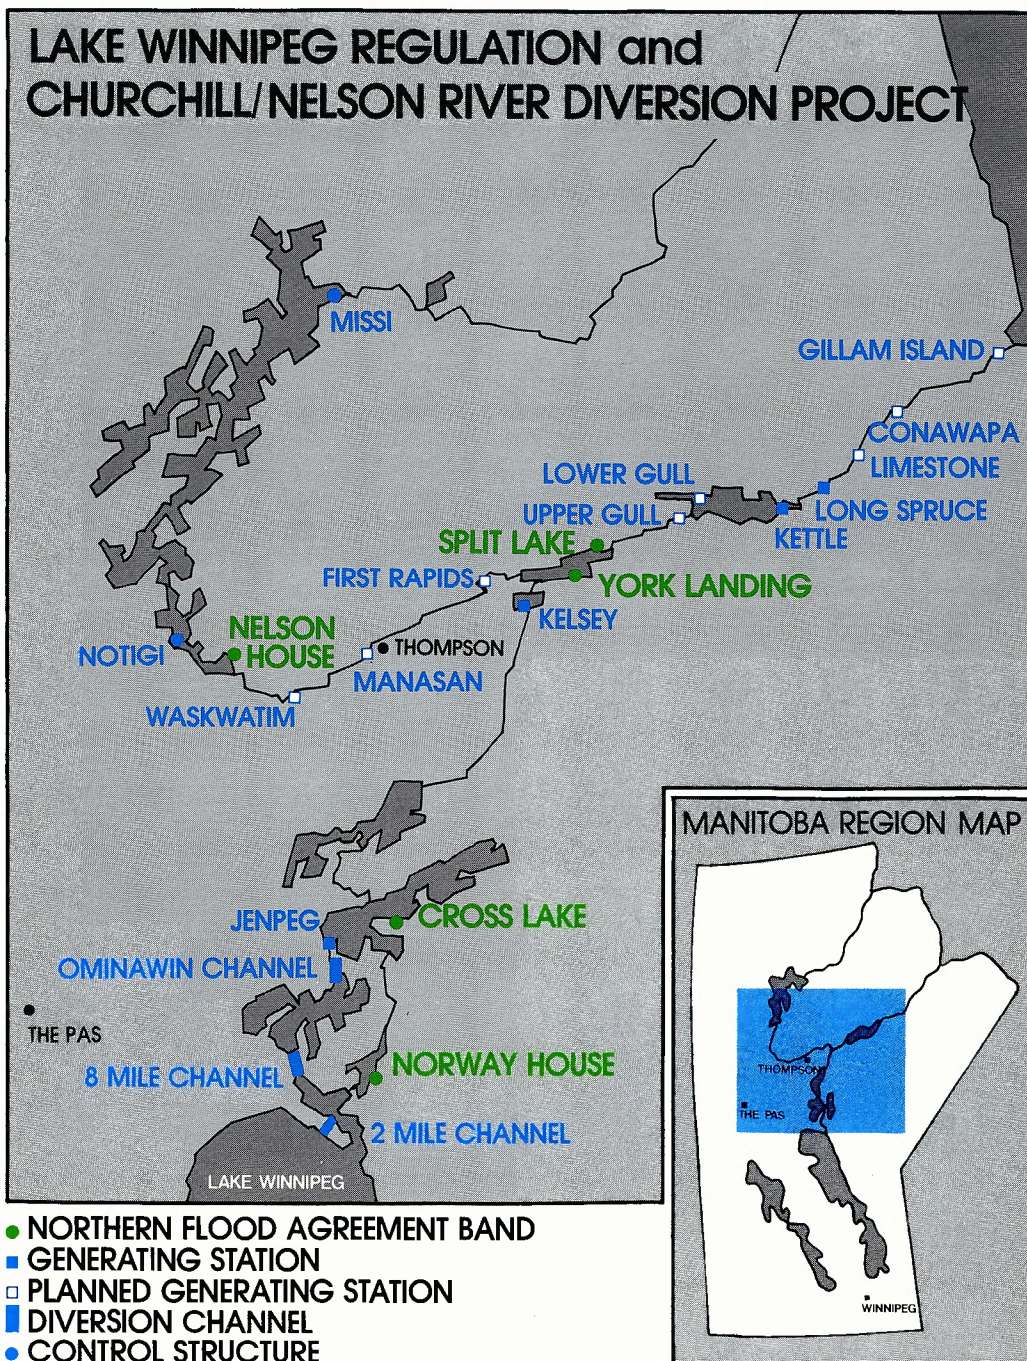 LAKE WINNIPEG REGULATION and
CHURCHILL/NELSON RIVER DIVERSION PROJECT
MISSI
GILLAM ISLAND
CONAWAPA
LIMESTONE
LOWER GULL
LONG SPRUCE
UPPER GULL
KETTLE
SPLIT LAKE
FIRST RAPIDS
YORK LANDING
KELSEY
NELSON
HOUSE
NOTIGI
THOMPSON
MANASAN
WASKWATIM
JENPEG
CROSS LAKE
OMINAWIN CHANNEL
THE PAS
8 MILE CHANNEL
NORWAY HOUSE
2 MILE CHANNEL
LAKE WINNIPEG
MANITOBA REGION MAP
THOMPSON
THE PAS
WINNIPEG
NORTHERN FLOOD AGREEMENT BAND
GENERATING STATION
PLANNED GENERATING STATION
DIVERSION CHANNEL
CONTROL STRUCTURE